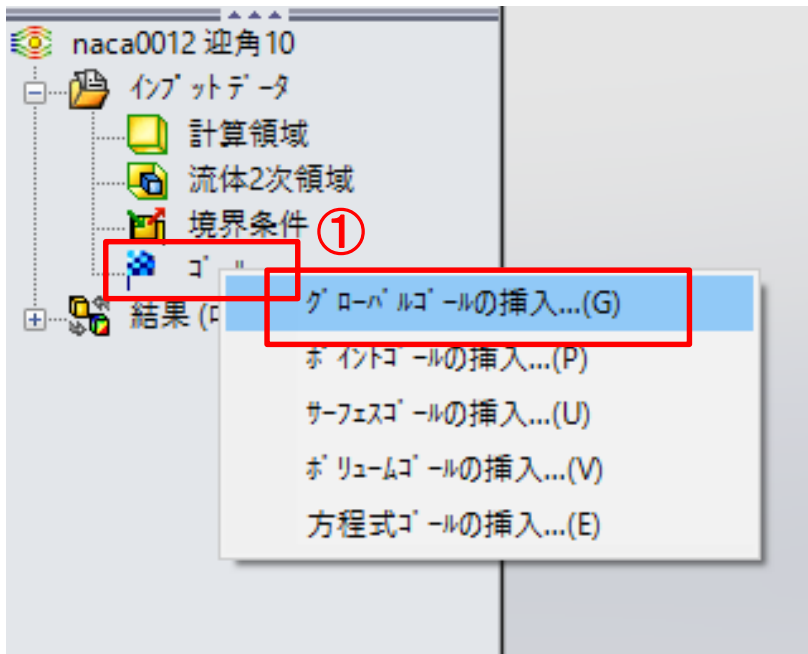 naca0012 迎角10
ｲﾝﾌﾟｯﾄﾃﾞｰﾀ
計算領域
流体2次領域
境界条件
①
結果
ｸﾞﾛｰﾊﾞﾙｺﾞｰﾙの挿入...(G)
ﾎﾟｲﾝﾄｺﾞｰﾙの挿入...(P)
ｻｰﾌｪｽｺﾞｰﾙの挿入...(U)
ﾎﾞﾘｭｰﾑｺﾞｰﾙの挿入...(V)
方程式ｺﾞｰﾙの挿入...(E)